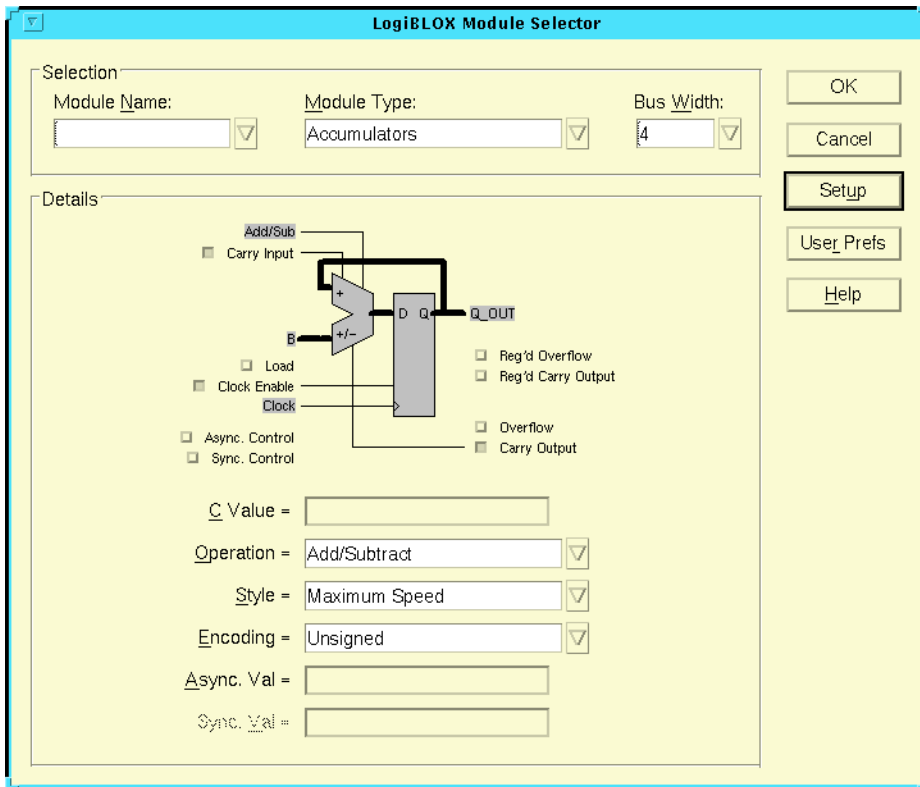 LogiBLOX Module Selector
Selection
Module Name:
Module Type:
Bus Width:
Accumulators
4
OK
Cancel
Setup
User Prefs
Help
Details
Add/Sub
Carry Input
+
+/–
B
D Q
Q_OUT
Load
Clock Enable
Clock
Async. Control
Sync. Control
Reg'd Overflow
Reg'd Carry Output
Overflow
Carry Output
C Value =
Operation = Add/Subtract
Style = Maximum Speed
Encoding = Unsigned
Async. Val =
Sync. Val =